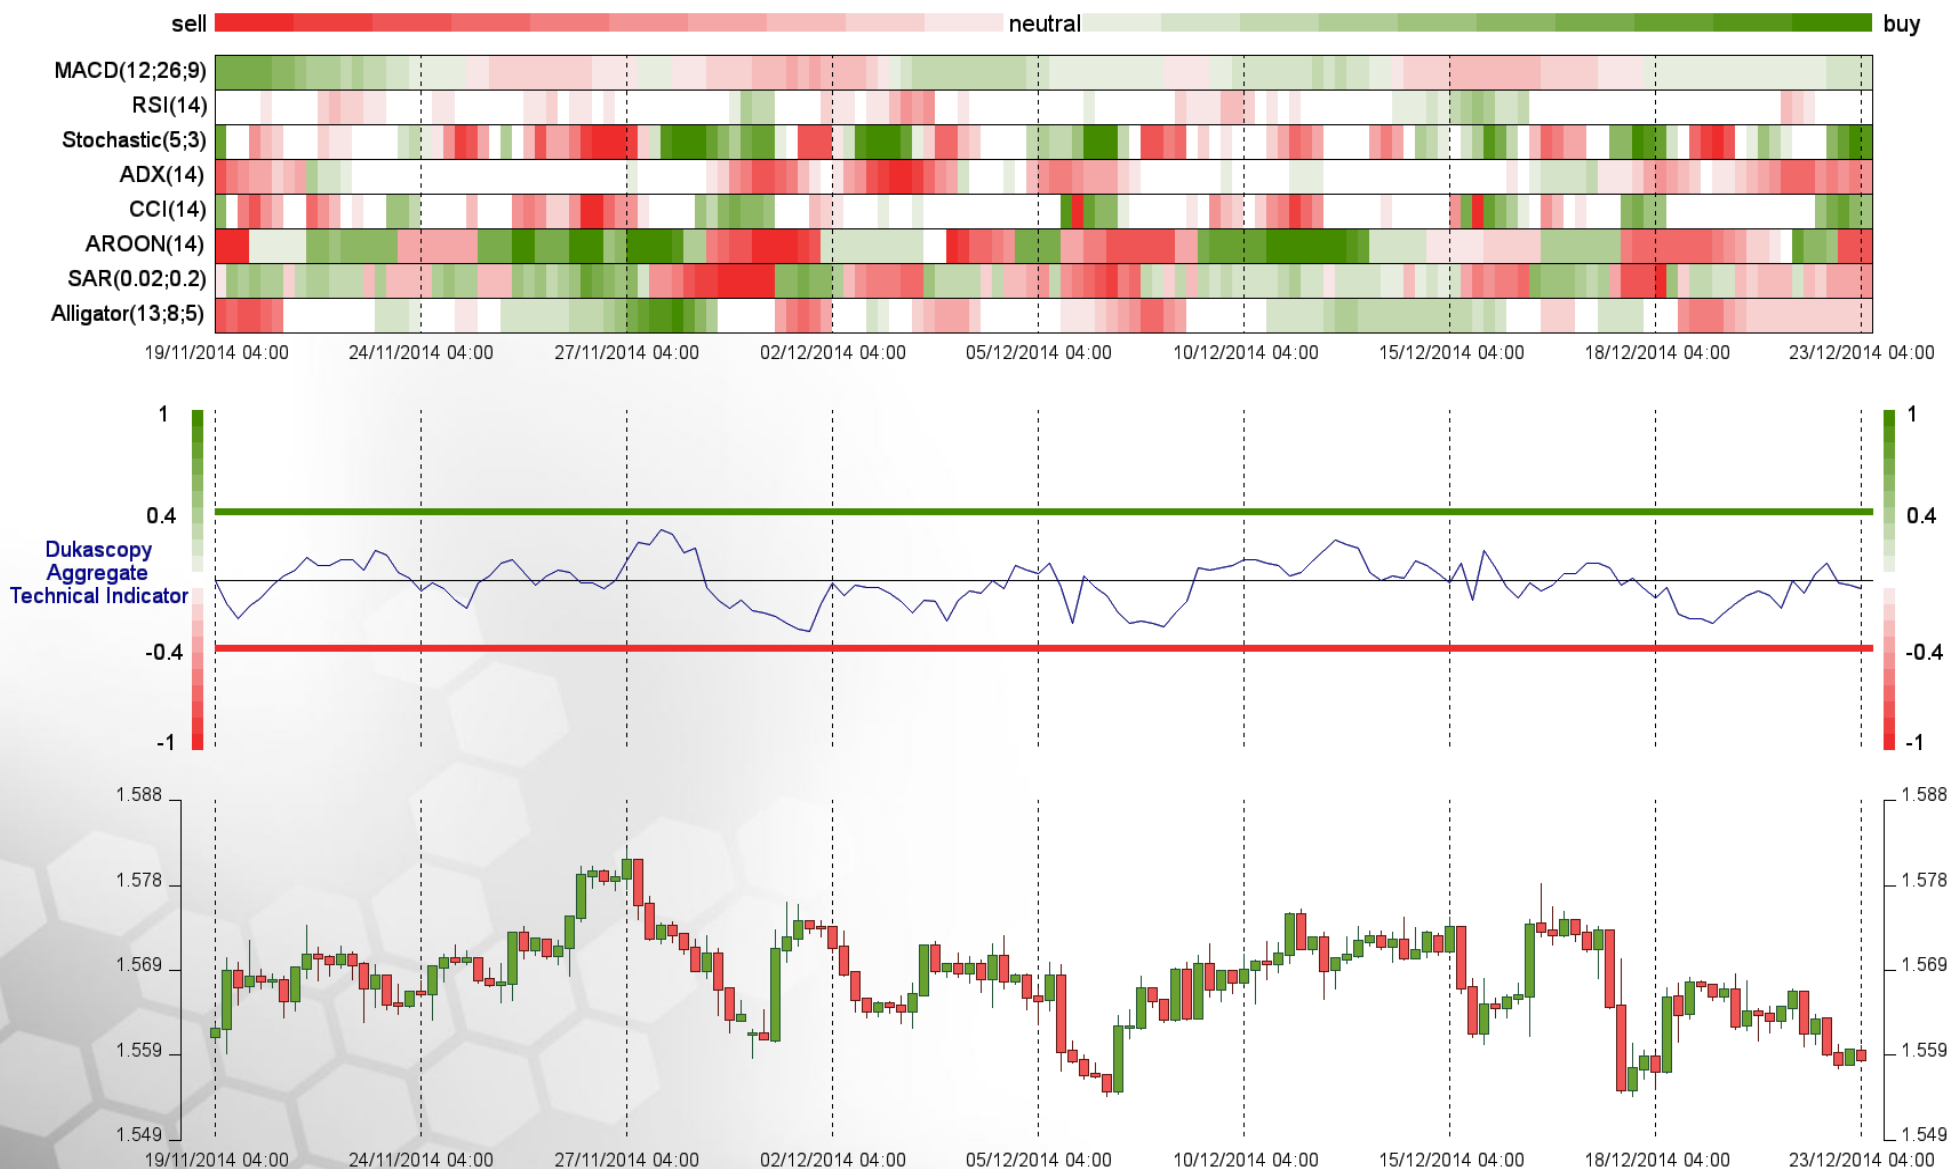 sell neutral buy
MACD(12;26;9)
RSI(14)
Stochastic(5;3)
ADX(14)
CCI(14)
AROON(14)
SAR(0.02;0.2)
Alligator(13;8;5)
19/11/2014 04:00 24/11/2014 04:00 27/11/2014 04:00 02/12/2014 04:00 05/12/2014 04:00 10/12/2014 04:00 15/12/2014 04:00 18/12/2014 04:00 23/12/2014 04:00
1 1
0.4 0.4
Dukascopy
Aggregate
Technical Indicator
-0.4 -0.4
-1 -1
1.588 1.588
1.578 1.578
1.569 1.569
1.559 1.559
1.549 1.549
19/11/2014 04:00 24/11/2014 04:00 27/11/2014 04:00 02/12/2014 04:00 05/12/2014 04:00 10/12/2014 04:00 15/12/2014 04:00 18/12/2014 04:00 23/12/2014 04:00